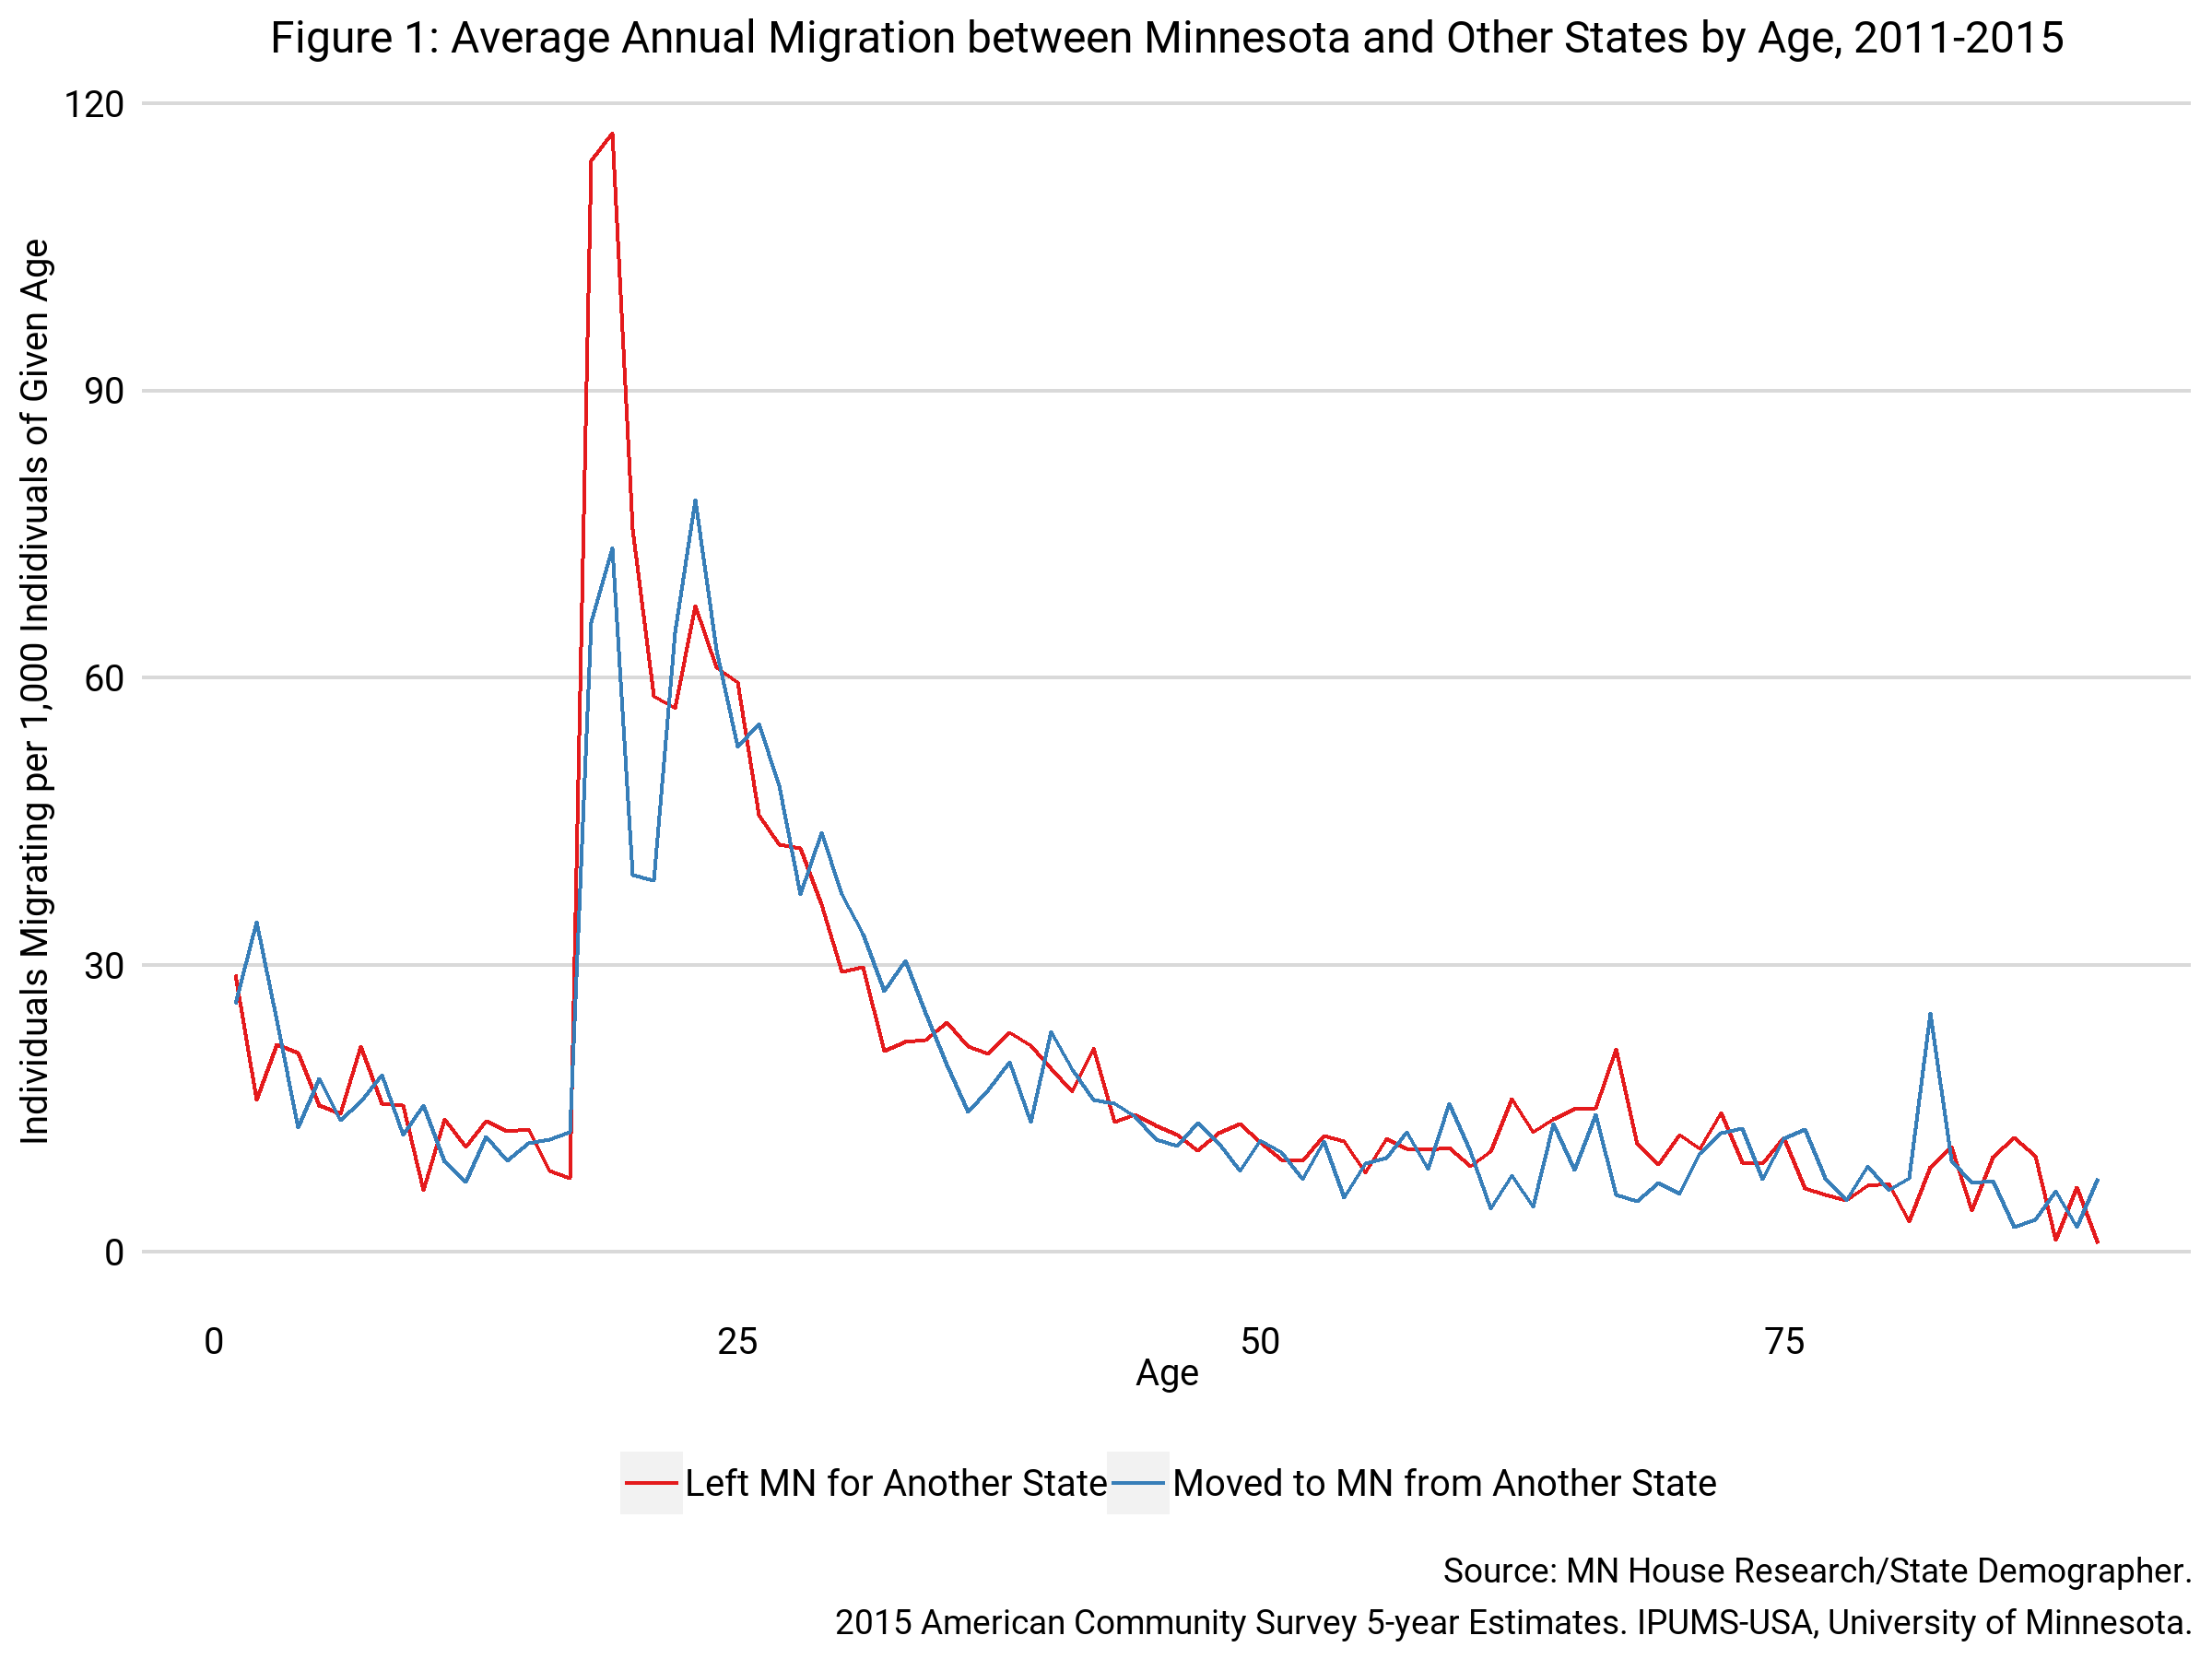 Figure 1: Average Annual Migration between Minnesota and Other States by Age, 2011-2015
Individuals Migrating per 1,000 Indidivuals of Given Age
120
90
60
30
0
0 25 50 75
Age
Left MN for Another State Moved to MN from Another State
Source: MN House Research/State Demographer.
2015 American Community Survey 5-year Estimates. IPUMS-USA, University of Minnesota.